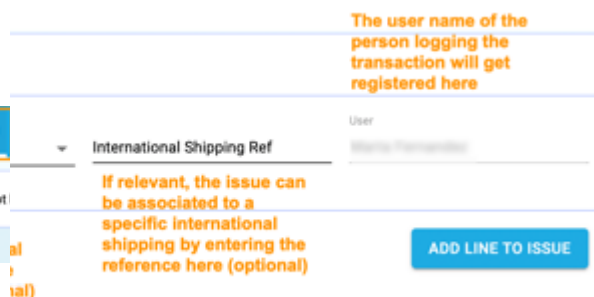 The user name of the
person logging the
transaction will get
registered here
User
International Shipping Ref
If relevant, the issue can
be associated to a
specific international
shipping by entering the
reference here (optional)
ADD LINE TO ISSUE